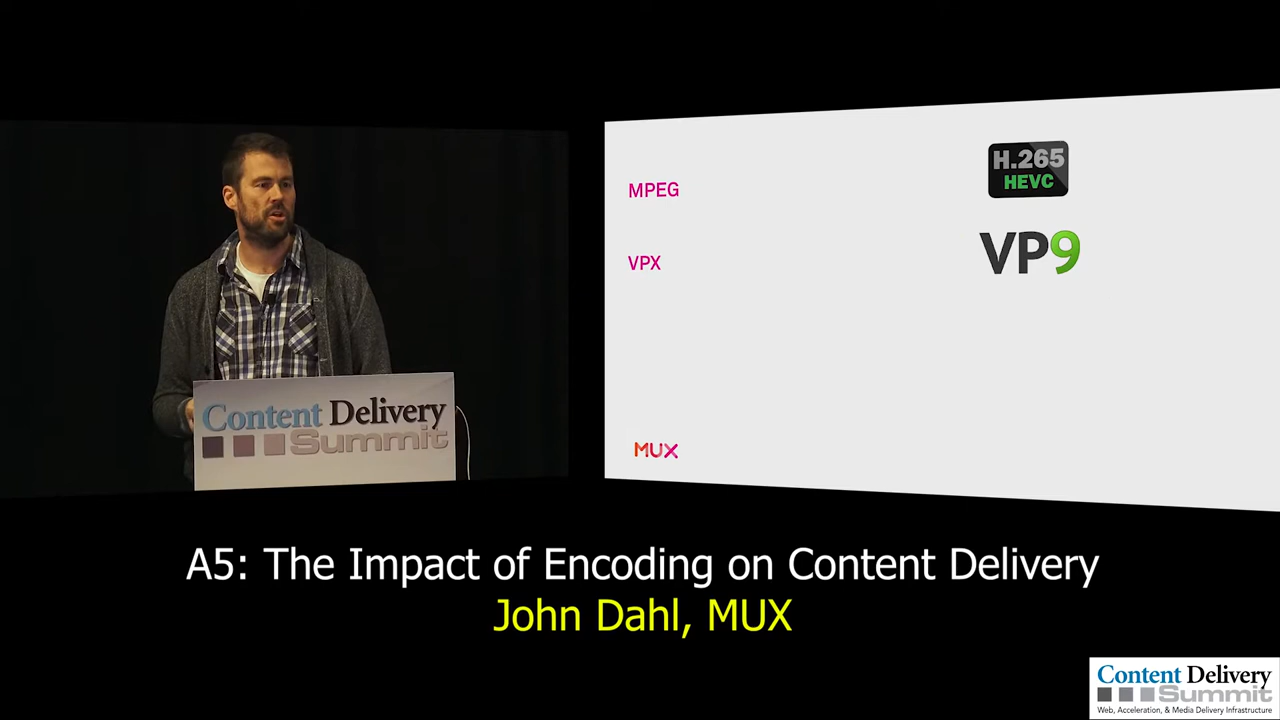 Content Delivery
Summit
MPEG
H.265
HEVC
VPX
VP9
MUX
A5: The Impact of Encoding on Content Delivery
John Dahl, MUX
Content Delivery
Summit
Web, Acceleration, & Media Delivery Infrastructure